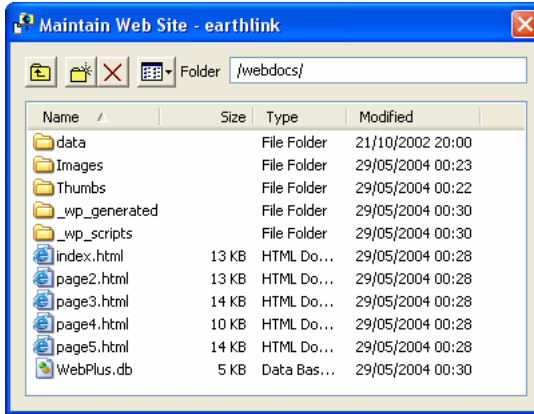 Maintain Web Site - earthlink
Folder /webdocs/
Name Size Type Modified
data File Folder 21/10/2002 20:00
Images File Folder 29/05/2004 00:23
Thumbs File Folder 29/05/2004 00:22
_wp_generated File Folder 29/05/2004 00:30
_wp_scripts File Folder 29/05/2004 00:30
index.html 13 KB HTML Do... 29/05/2004 00:28
page2.html 13 KB HTML Do... 29/05/2004 00:28
page3.html 14 KB HTML Do... 29/05/2004 00:28
page4.html 10 KB HTML Do... 29/05/2004 00:28
page5.html 14 KB HTML Do... 29/05/2004 00:28
WebPlus.db 5 KB Data Bas... 29/05/2004 00:30